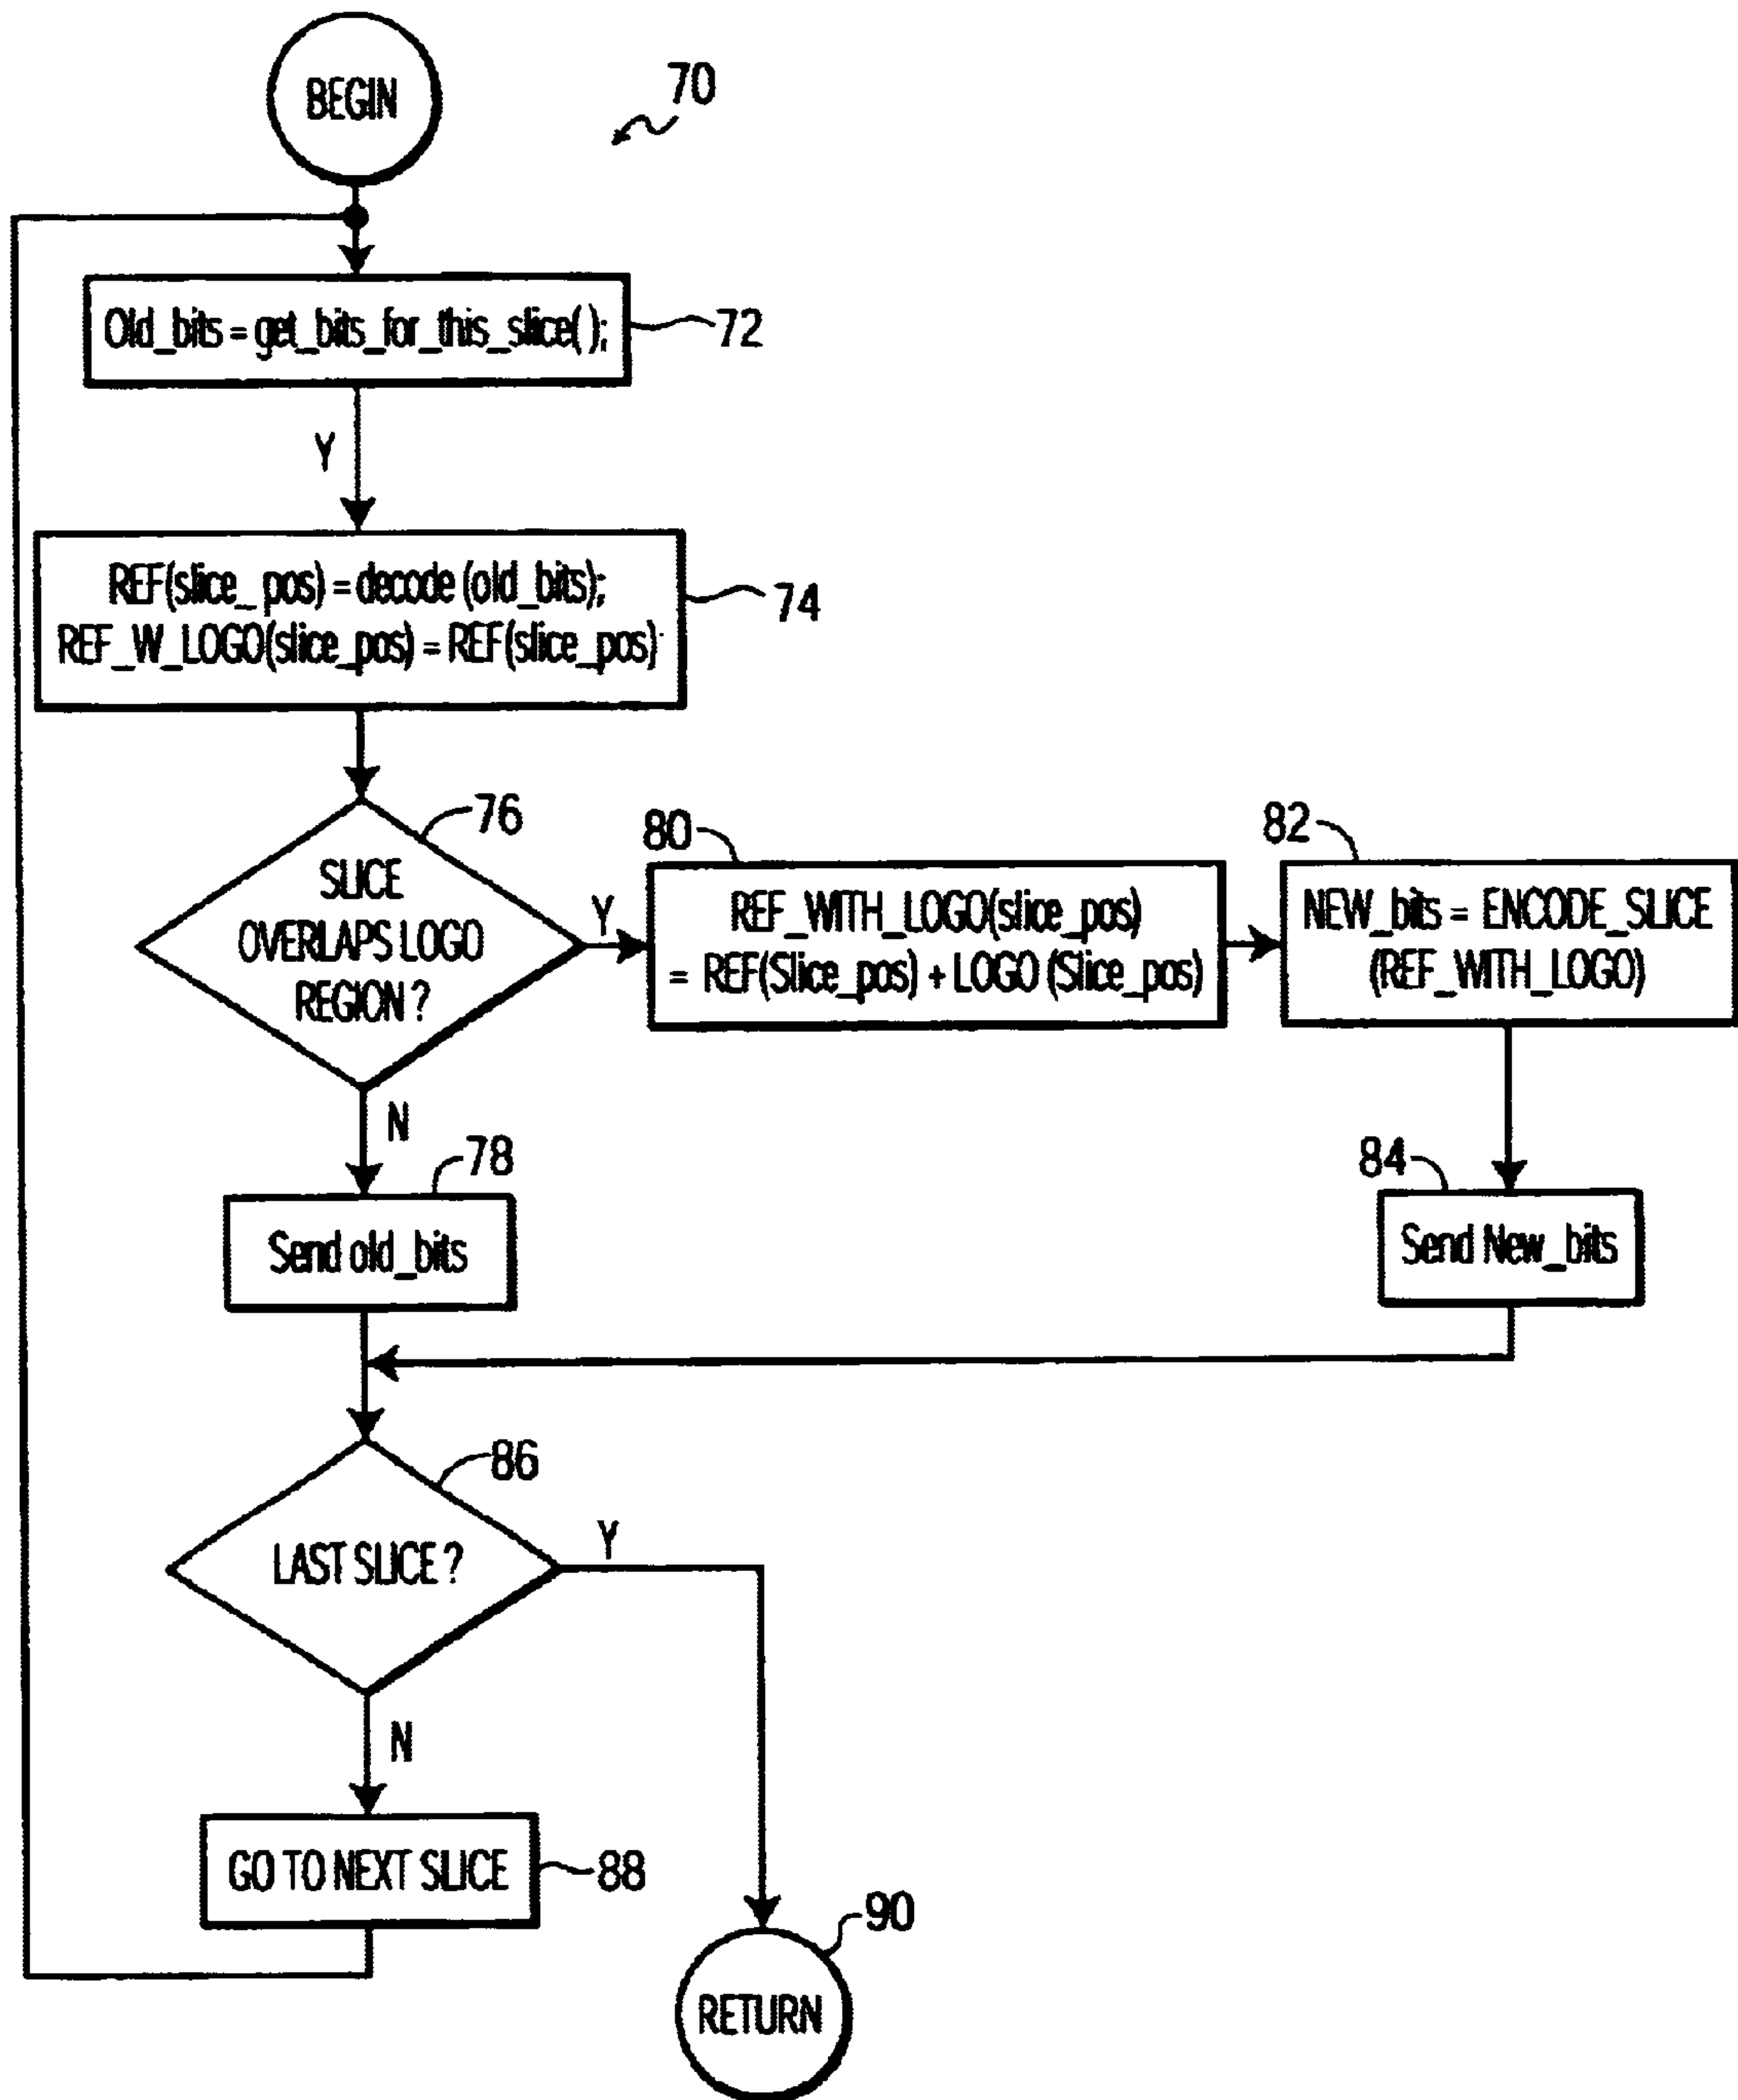 BEGIN
70
Old_bits = get_bits_for_this_slice( );
72
Y
REF(slice_ pos) = decode (old_bits);
REF_W_LOGO(slice_pos) = REF(slice_pos)
74
76
SLICE
OVERLAPS LOGO
REGION ?
Y
80
REF_WITH_LOGO(slice_pos)
= REF(Slice_pos) + LOGO (Slice_pos)
82
NEW_bits = ENCODE_SLICE
(REF_WITH_LOGO)
N
78
Send old_bits
84
Send New_bits
86
LAST SLICE ?
Y
N
GO TO NEXT SLICE
88
90
RETURN